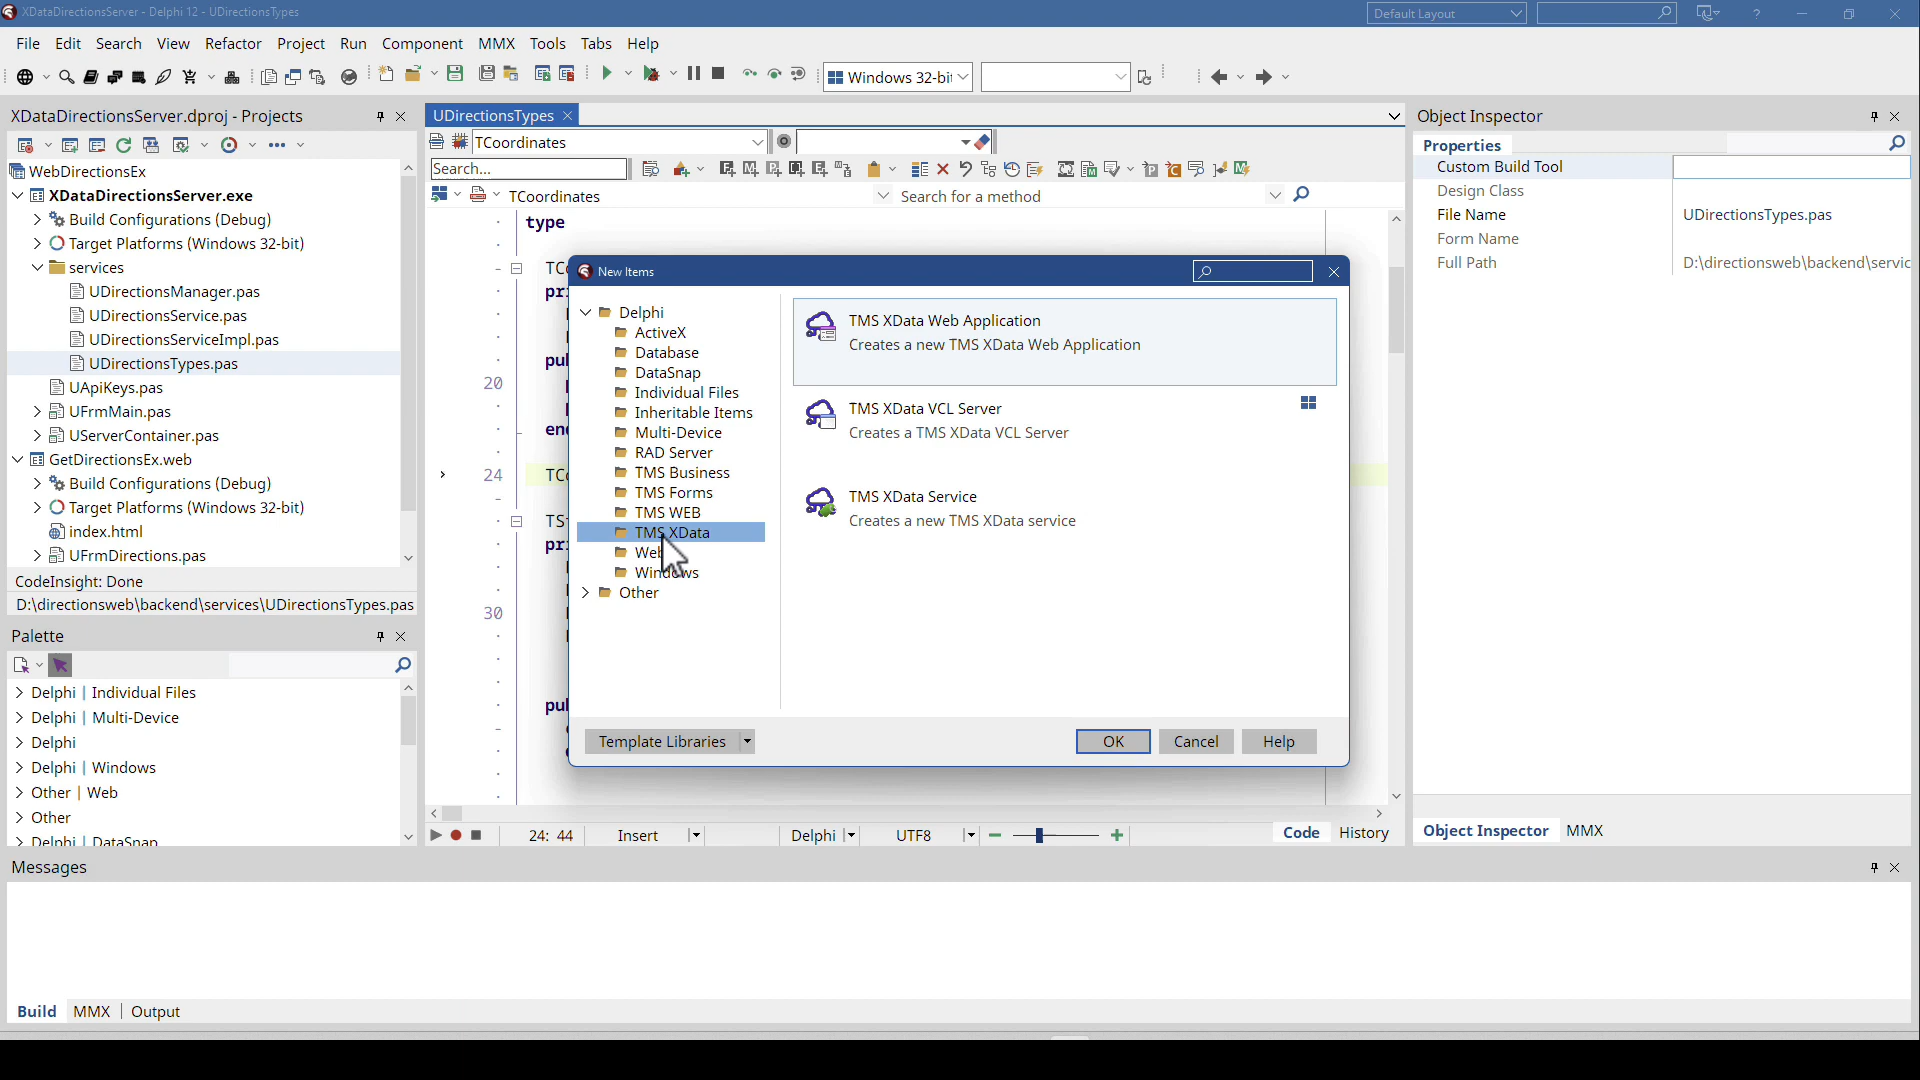 XDataDirectionsServer - Delphi 12 - UDirectionsTypes
Default Layout
?
File Edit Search View Refactor Project Run Component MMX Tools Tabs Help
Windows 32-bit
XDataDirectionsServer.dproj - Projects
WebDirectionsEx
XDataDirectionsServer.exe
Build Configurations (Debug)
Target Platforms (Windows 32-bit)
services
UDirectionsManager.pas
UDirectionsService.pas
UDirectionsServiceImpl.pas
UDirectionsTypes.pas
UApiKeys.pas
UFrmMain.pas
UServerContainer.pas
GetDirectionsEx.web
Build Configurations (Debug)
Target Platforms (Windows 32-bit)
index.html
UFrmDirections.pas
CodeInsight: Done
D:\directionsweb\backend\services\UDirectionsTypes.pas
Palette
Delphi | Individual Files
Delphi | Multi-Device
Delphi
Delphi | Windows
Other | Web
Other
Delphi | DataSnap
UDirectionsTypes
TCoordinates
Search...
TCoordinates
Search for a method
type
20
24
30
New Items
Delphi
ActiveX
Database
DataSnap
Individual Files
Inheritable Items
Multi-Device
RAD Server
TMS Business
TMS Forms
TMS WEB
TMS XData
Web
Windows
Other
TMS XData Web Application
Creates a new TMS XData Web Application
TMS XData VCL Server
Creates a TMS XData VCL Server
TMS XData Service
Creates a new TMS XData service
Template Libraries
OK
Cancel
Help
24: 44
Insert
Delphi
UTF8
Code
History
Object Inspector
Properties
Custom Build Tool
Design Class
File Name UDirectionsTypes.pas
Form Name
Full Path D:\directionsweb\backend\servic
Object Inspector
MMX
Messages
Build
MMX
Output